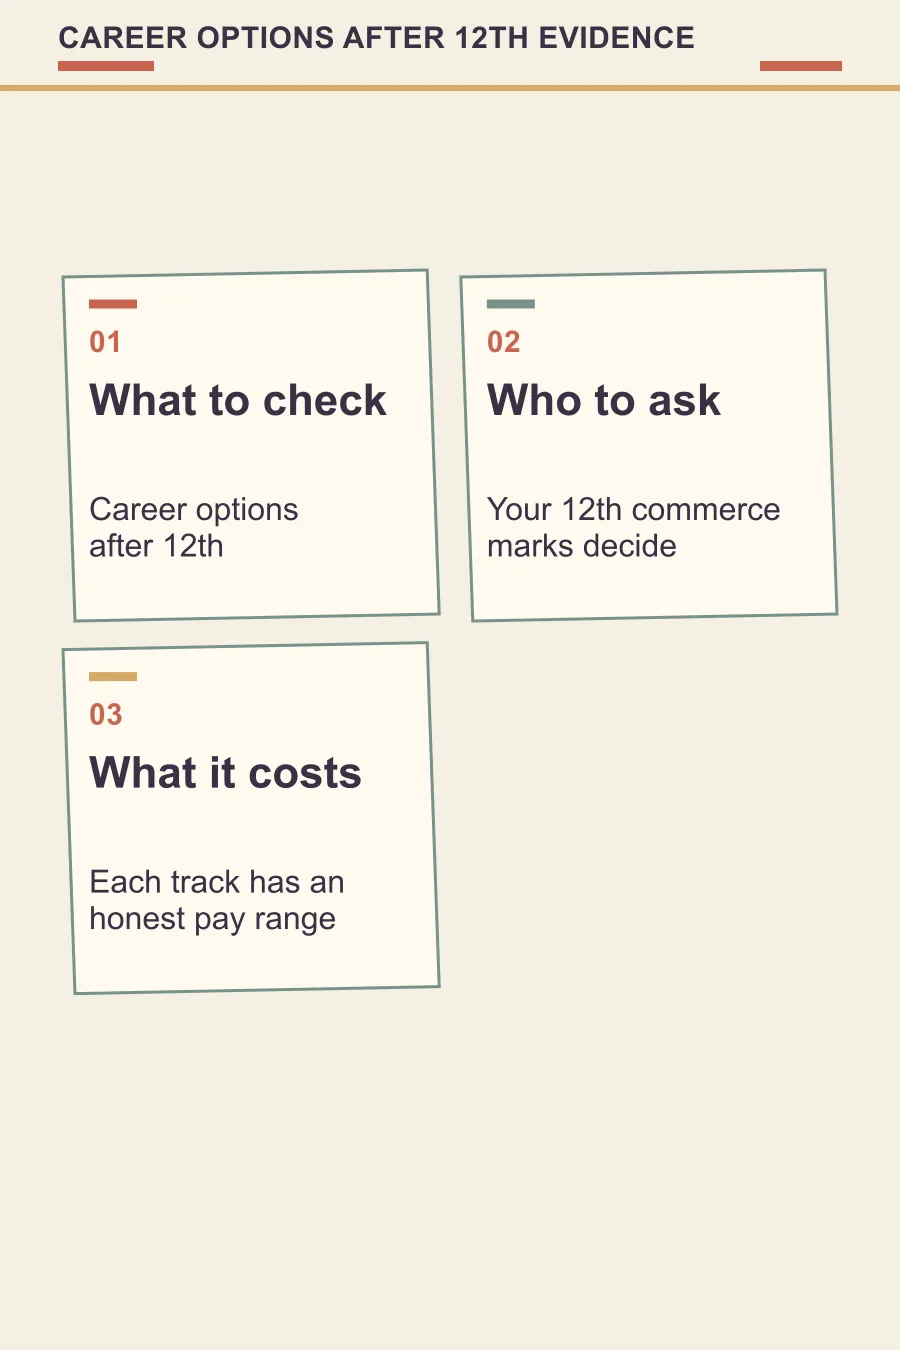 CAREER OPTIONS AFTER 12TH EVIDENCE
01
What to check
Career options
after 12th
02
Who to ask
Your 12th commerce
marks decide
03
What it costs
Each track has an
honest pay range